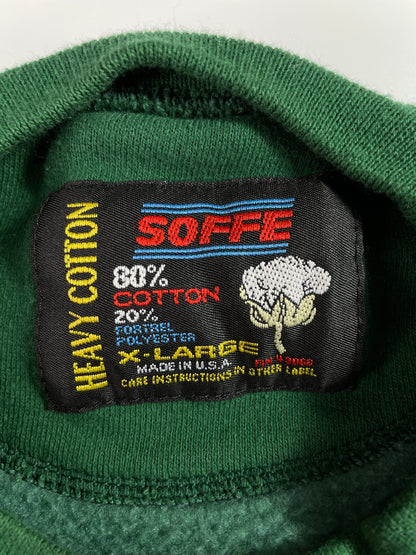 HEAVY COTTON
SOFFE
80%
COTTON
20%
FORTREL
POLYESTER
X-LARGE
MADE IN U.S.A.
CARE INSTRUCTIONS IN OTHER LABEL